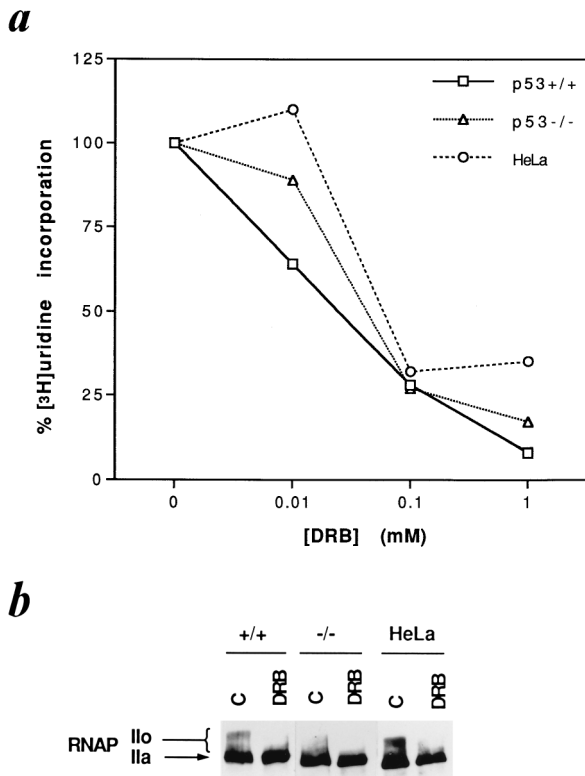 a
125
100
75
50
25
0
% [3H]uridine incorporation
p53+/+
p53-/-
HeLa
0
0.01
0.1
1
[DRB] (mM)
b
+/+
-/-
HeLa
C
DRB
C
DRB
C
DRB
RNAP
IIo
IIa